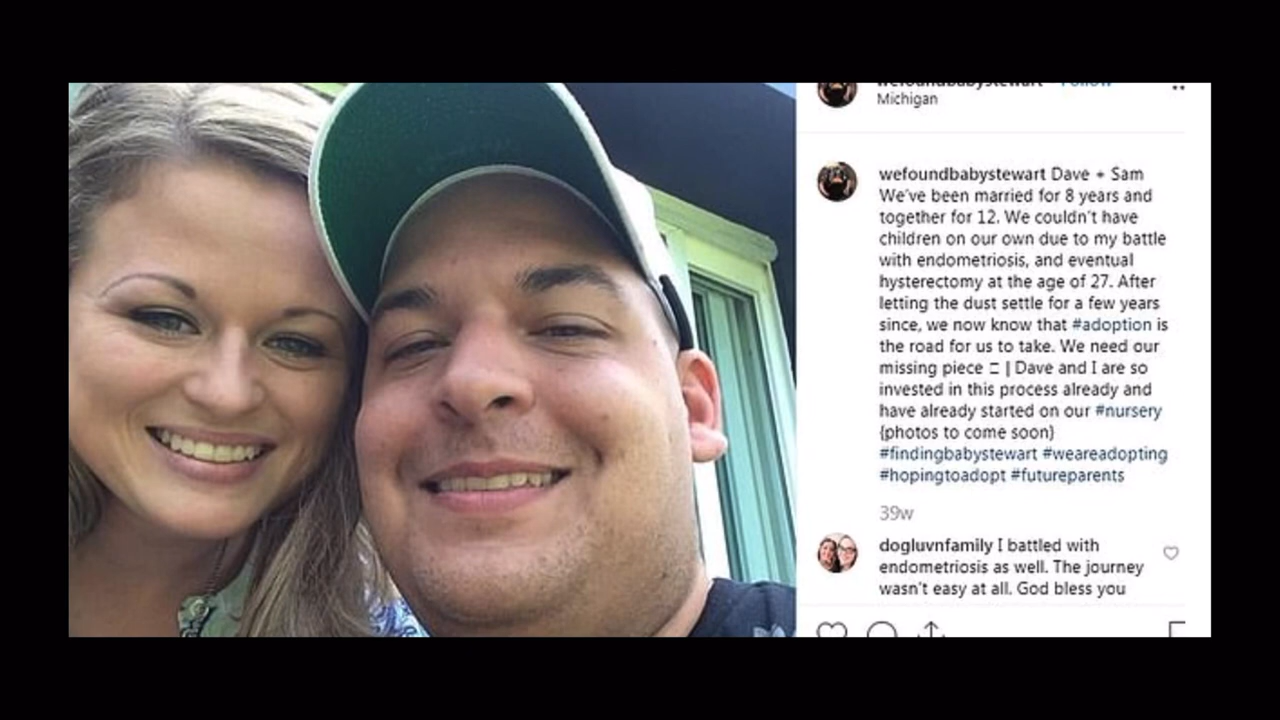 wefoundbabystewart Follow
Michigan
wefoundbabystewart Dave + Sam
We've been married for 8 years and
together for 12. We couldn't have
children on our own due to my battle
with endometriosis, and eventual
hysterectomy at the age of 27. After
letting the dust settle for a few years
since, we now know that #adoption is
the road for us to take. We need our
missing piece □ | Dave and I are so
invested in this process already and
have already started on our #nursery
{photos to come soon}
#findingbabystewart #weareadopting
#hopingtoadopt #futureparents
39w
dogluvnfamily I battled with
endometriosis as well. The journey
wasn't easy at all. God bless you